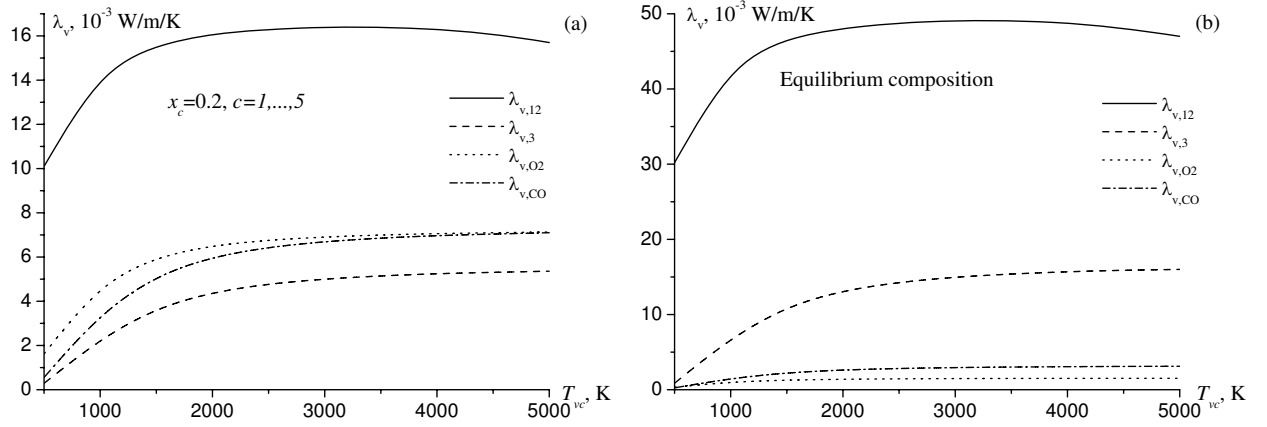 λv, 10-3 W/m/K
(a)
16
14
12
10
8
6
4
2
0
xc=0.2, c=1,...,5
λv,12
λv,3
λv,O2
λv,CO
1000
2000
3000
4000
5000
Tvc, K
λv, 10-3 W/m/K
(b)
50
40
30
20
10
0
Equilibrium composition
λv,12
λv,3
λv,O2
λv,CO
1000
2000
3000
4000
5000
Tvc, K